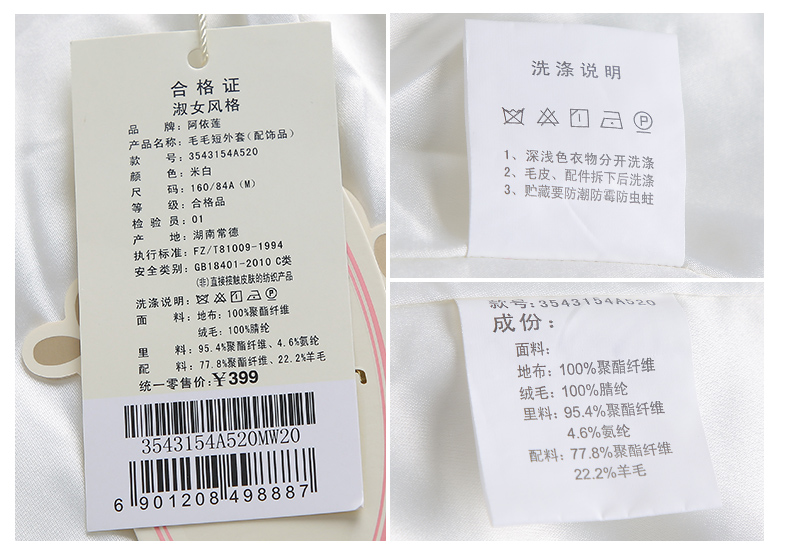 合格证
淑女风格
品 牌：阿依莲
产品名称：毛毛短外套（配饰品）
款 号：3543154A520
颜 色：米白
尺 码：160/84A（M）
等 级：合格品
检 验 员：01
产 地：湖南常德
执行标准：FZ/T81009-1994
安全类别：GB18401-2010 C类
(非)直接接触皮肤的纺织产品
洗涤说明：
面 料：地布：100%聚酯纤维
绒毛：100%腈纶
里 料：95.4%聚酯纤维、4.6%氨纶
配 料：77.8%聚酯纤维、22.2%羊毛
统一零售价：￥399
3543154A520MW20
6 901208 498887
洗涤说明
P
1、深浅色衣物分开洗涤
2、毛皮、配件拆下后洗涤
3、贮藏要防潮防霉防虫蛀
款号:3543154A520
成份：
面料：
地布：100%聚酯纤维
绒毛：100%腈纶
里料：95.4%聚酯纤维
4.6%氨纶
配料：77.8%聚酯纤维
22.2%羊毛